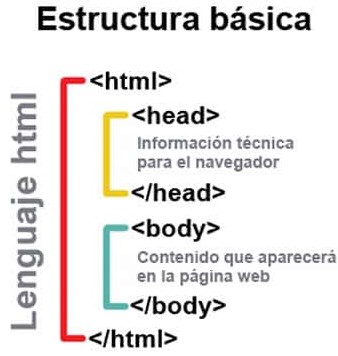 Estructura básica
Lenguaje html
<html>
<head>
Información técnica
para el navegador
</head>
<body>
Contenido que aparecerá
en la página web
</body>
</html>